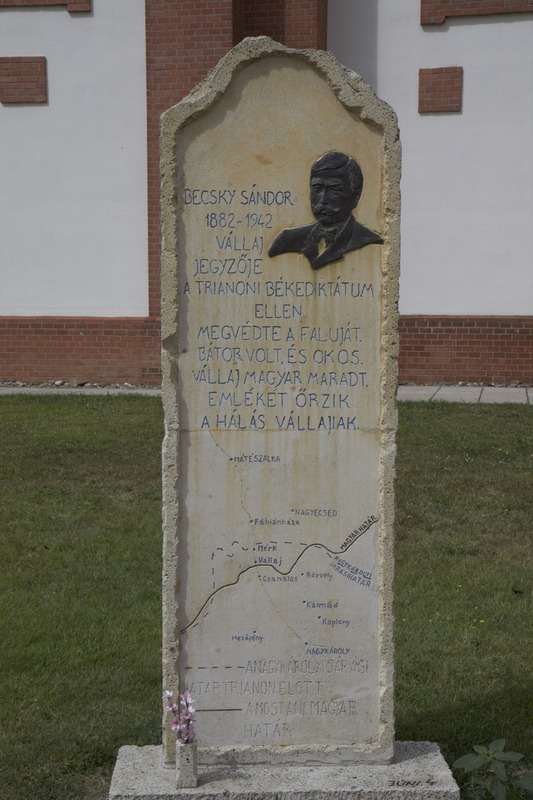 BECSKY SÁNDOR
1882-1942
VÁLLAJ
JEGYZŐJE
A TRIANONI BÉKEDIKTÁTUM
ELLEN
MEGVÉDTE A FALUJÁT.
BÁTOR VOLT, ÉS OKOS.
VÁLLAJ MAGYAR MARADT.
EMLÉKÉT ŐRZIK
A HÁLÁS VÁLLAJIAK.
MÁTÉSZALKA
NAGYECSED
Fábiánháza
MAGYAR HATÁR
Mérk
Vállaj
NAGYKÁROLYI
JÁRÁSIHATÁR
Csanálos
Börvely
Kálmánd
Kaplony
Mezőfény
NAGYKÁROLY
A NAGYKÁROLYI JÁRÁSI
HATÁR TRIANON ELŐTT
A MOSTANI MAGYAR
HATÁR